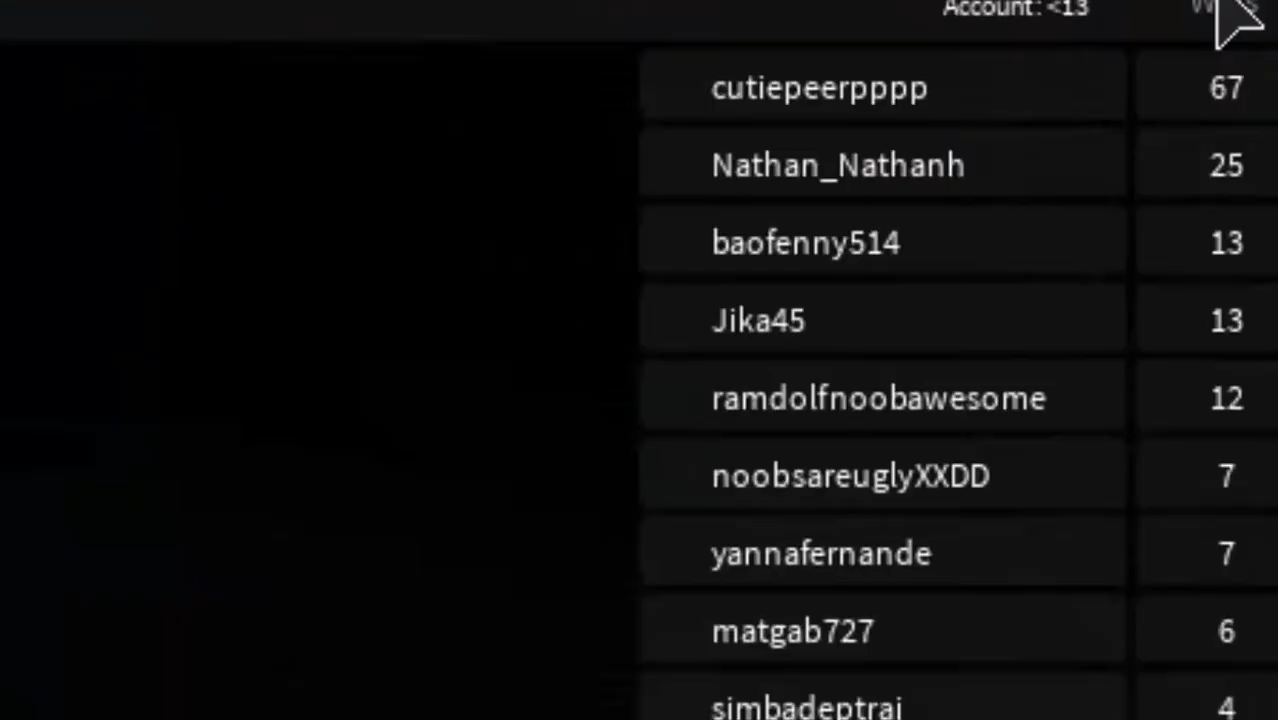 Account: <13
cutiepeerpppp 67
Nathan_Nathanh 25
baofenny514 13
Jika45 13
ramdolfnoobawesome 12
noobsareuglyXXDD 7
yannafernande 7
matgab727 6
simbadeptrai 4